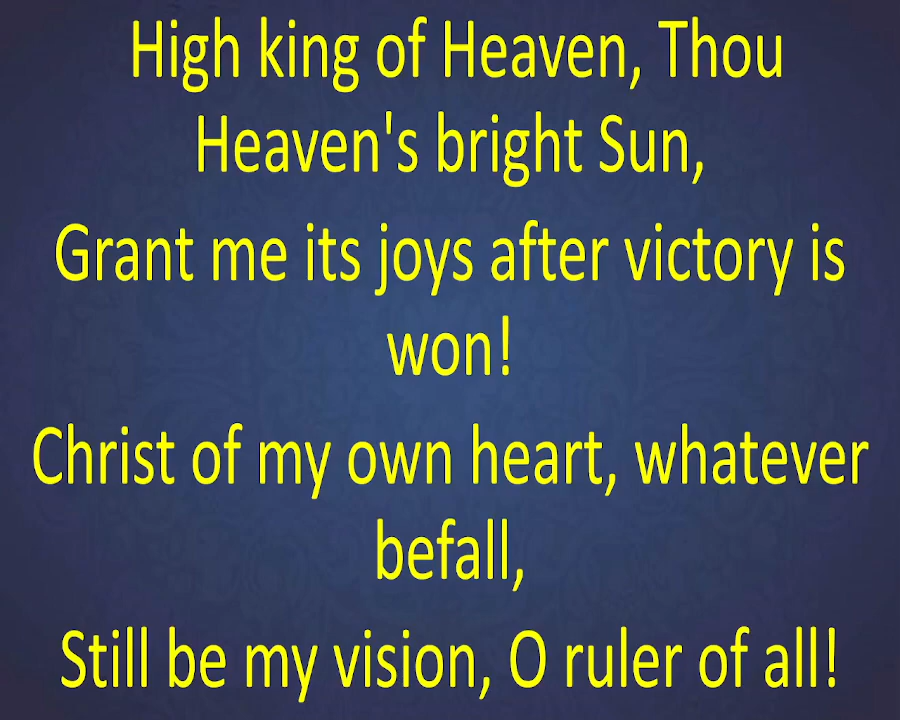 High king of Heaven, Thou
Heaven's bright Sun,
Grant me its joys after victory is
won!
Christ of my own heart, whatever
befall,
Still be my vision, O ruler of all!